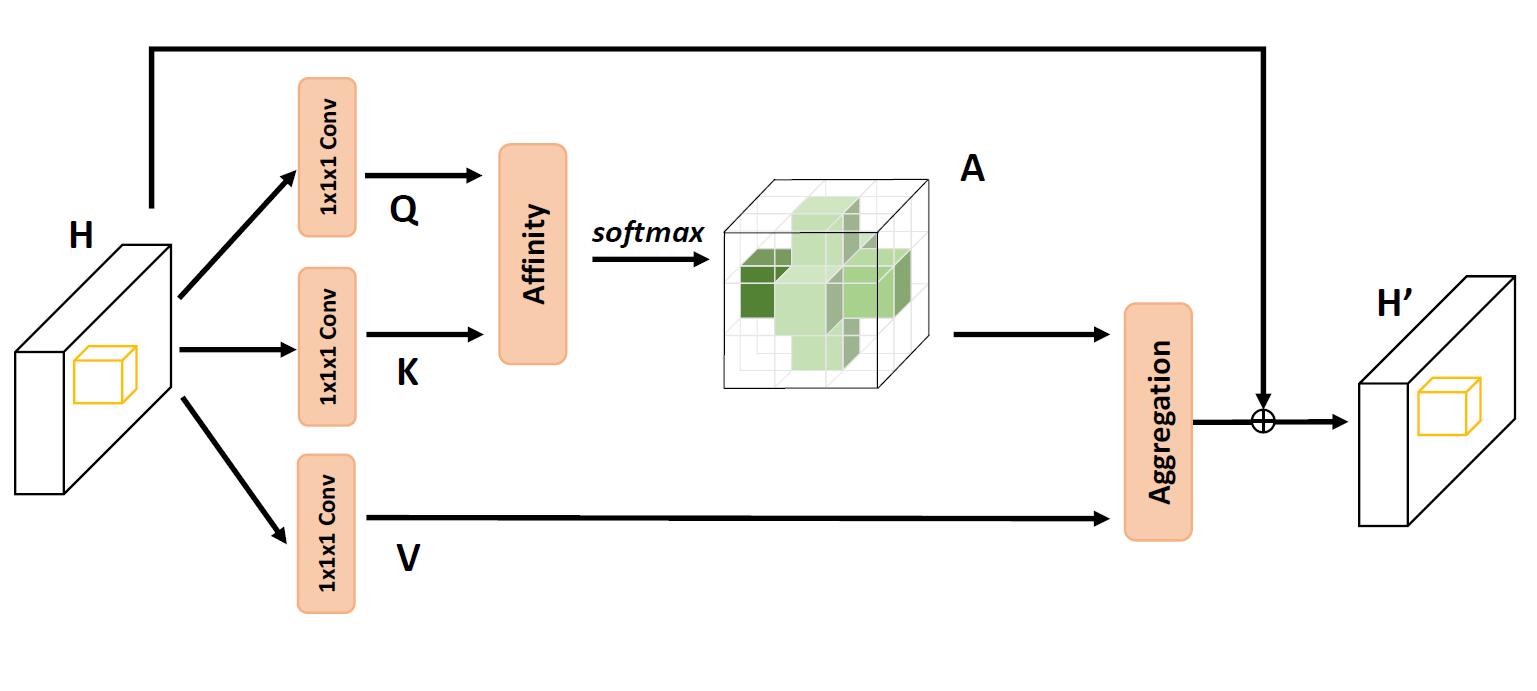 H
1x1x1 Conv
Q
1x1x1 Conv
K
1x1x1 Conv
V
Affinity
softmax
A
Aggregation
H’